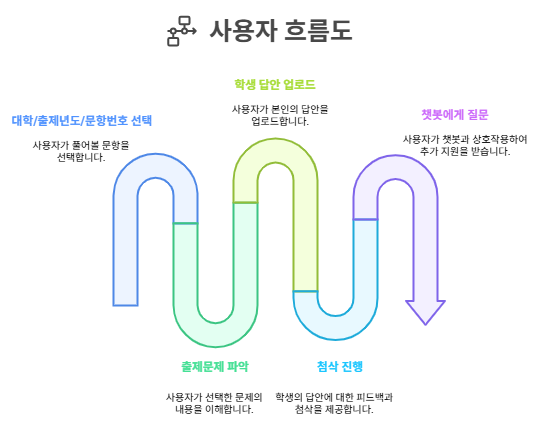 사용자 흐름도
대학/출제년도/문항번호 선택
사용자가 풀어볼 문항을
선택합니다.
출제문제 파악
사용자가 선택한 문제의
내용을 이해합니다.
학생 답안 업로드
사용자가 본인의 답안을
업로드합니다.
첨삭 진행
학생의 답안에 대한 피드백과
첨삭을 제공합니다.
챗봇에게 질문
사용자가 챗봇과 상호작용하여
추가 지원을 받습니다.